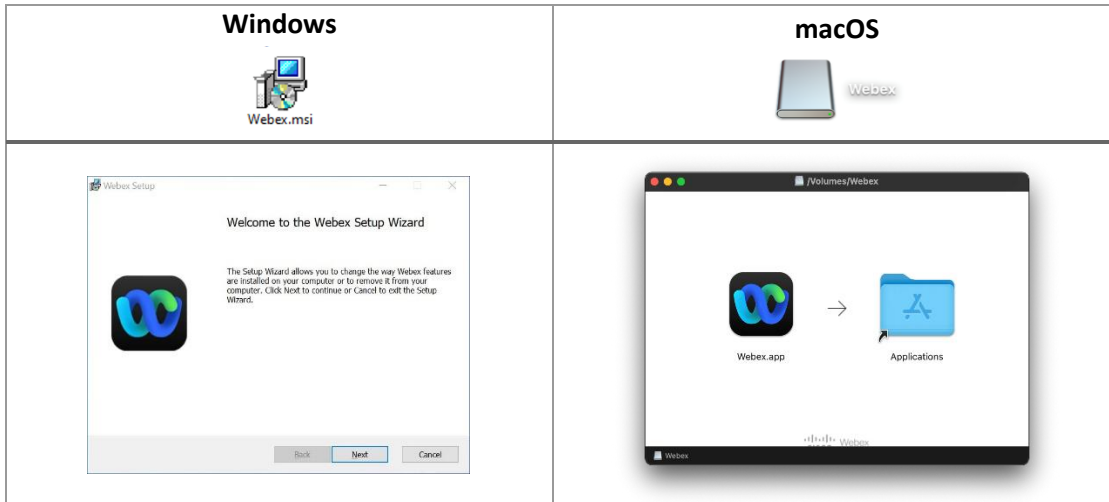 Windows
macOS
Webex.msi
Webex
Webex Setup
Welcome to the Webex Setup Wizard
The Setup Wizard allows you to change the way Webex features
are installed on your computer or to remove it from your
computer. Click Next to continue or Cancel to exit the Setup
Wizard.
Back
Next
Cancel
/Volumes/Webex
Webex.app
Applications
Webex
Webex